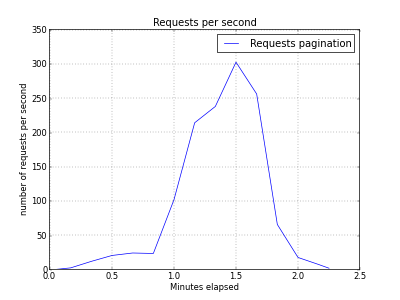 Requests per second
350
300
250
200
150
100
50
0
number of requests per second
Requests pagination
0.0 0.5 1.0 1.5 2.0 2.5
Minutes elapsed